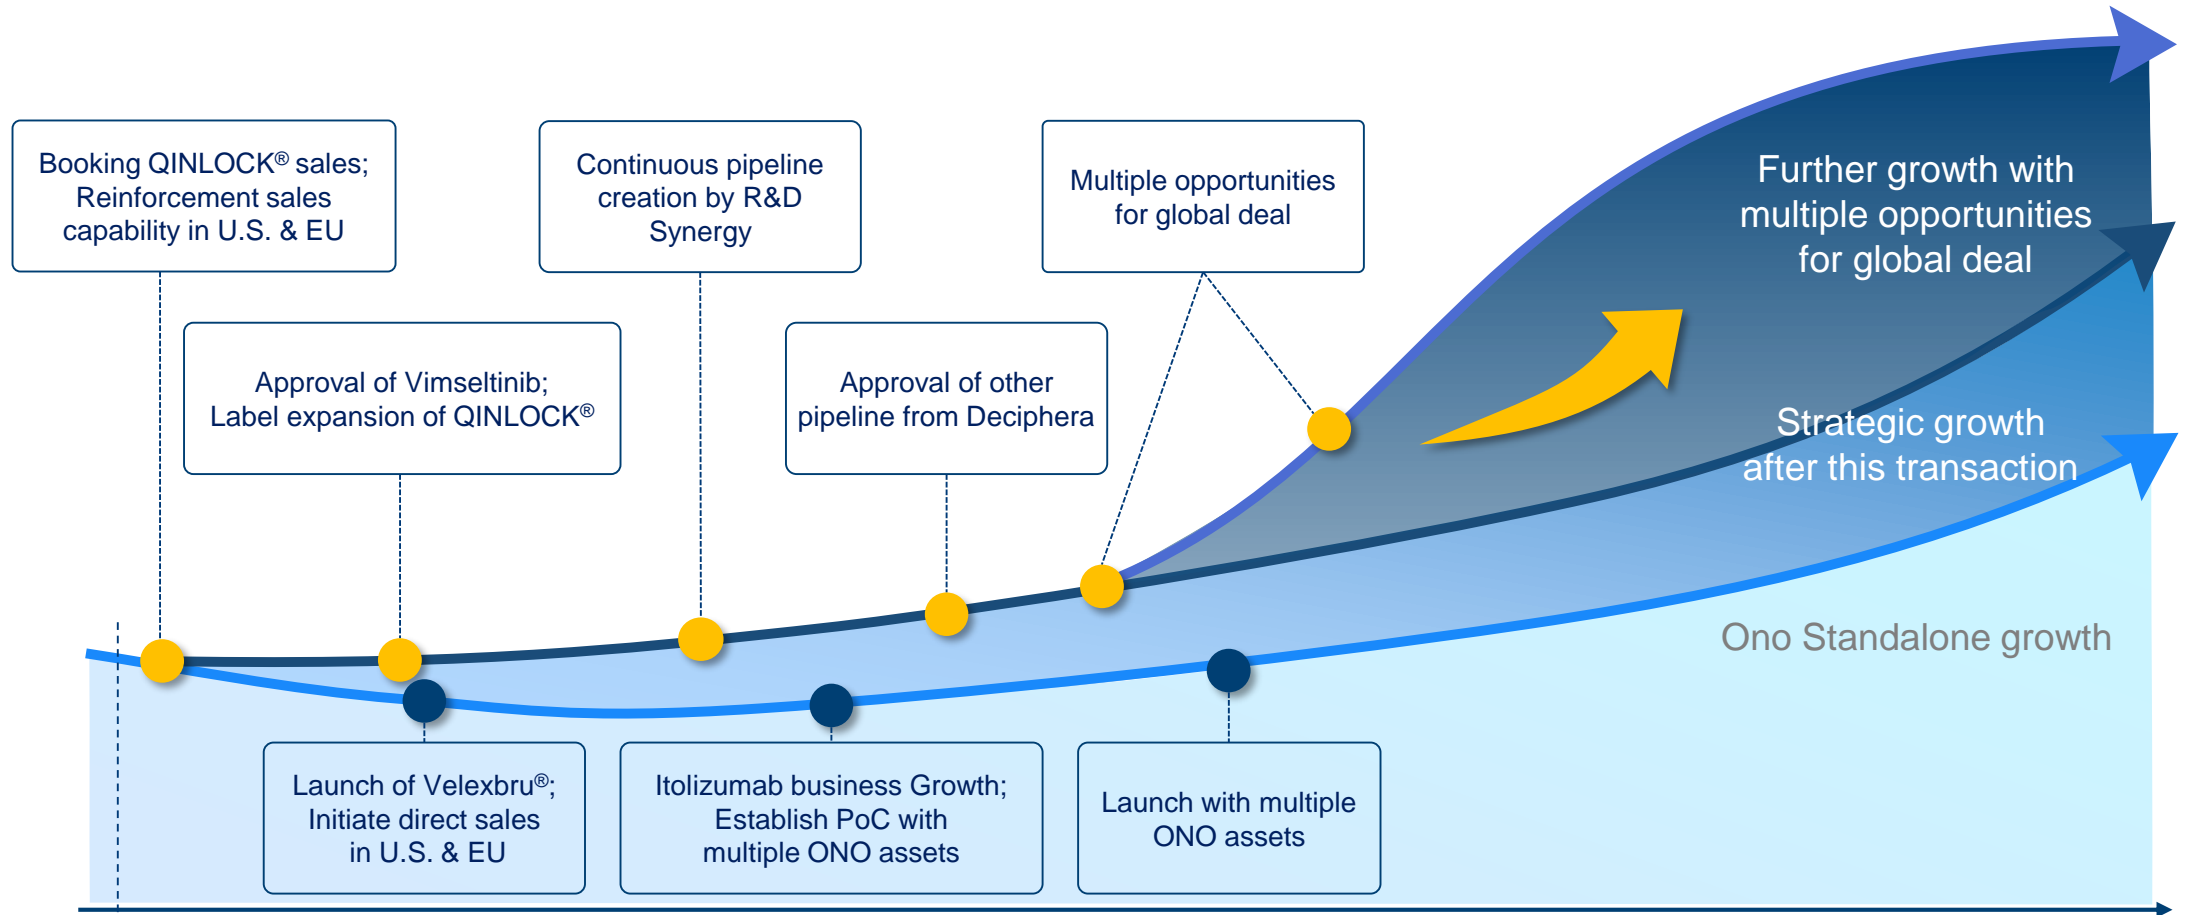 Booking QINLOCK® sales;
Reinforcement sales
capability in U.S. & EU
Continuous pipeline
creation by R&D
Synergy
Multiple opportunities
for global deal
Further growth with
multiple opportunities
for global deal
Approval of Vimseltinib;
Label expansion of QINLOCK®
Approval of other
pipeline from Deciphera
Strategic growth
after this transaction
Ono Standalone growth
Launch of Velexbru®;
Initiate direct sales
in U.S. & EU
Itolizumab business Growth;
Establish PoC with
multiple ONO assets
Launch with multiple
ONO assets